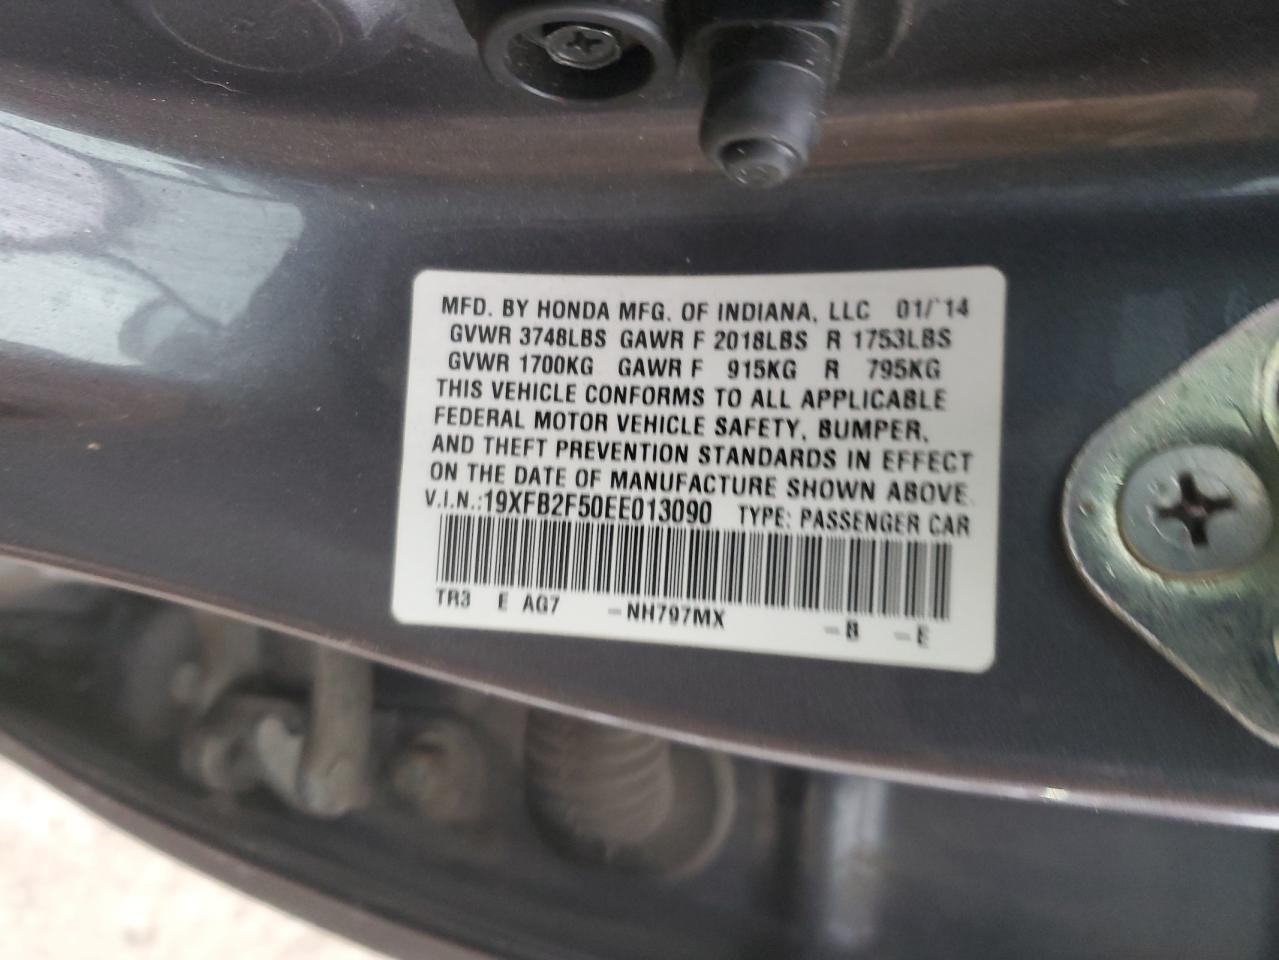 MFD. BY HONDA MFG. OF INDIANA, LLC 01/'14
GVWR 3748LBS GAWR F 2018LBS R 1753LBS
GVWR 1700KG GAWR F 915KG R 795KG
THIS VEHICLE CONFORMS TO ALL APPLICABLE
FEDERAL MOTOR VEHICLE SAFETY, BUMPER,
AND THEFT PREVENTION STANDARDS IN EFFECT
ON THE DATE OF MANUFACTURE SHOWN ABOVE.
V.I.N.:19XFB2F50EE013090 TYPE: PASSENGER CAR
TR3 E AG7 -NH797MX -B -E